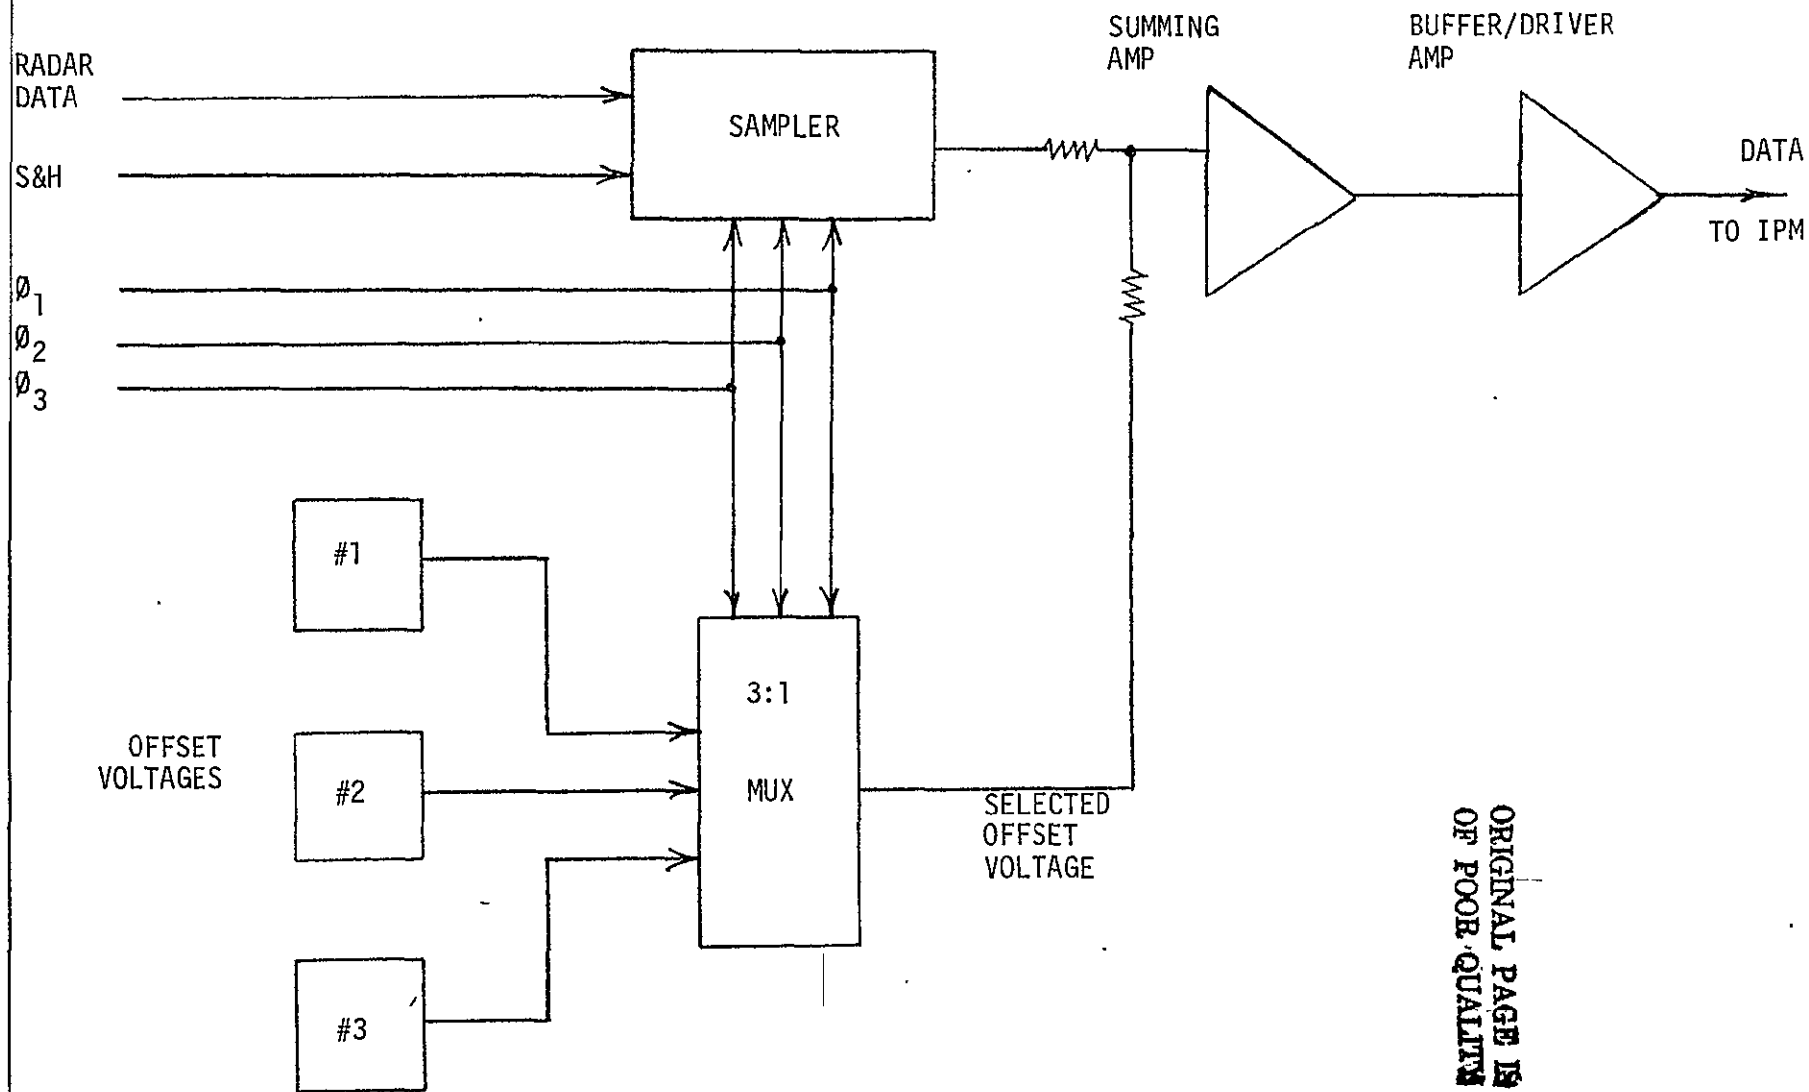 RADAR
DATA
S&H
Ø1
Ø2
Ø3
SAMPLER
SUMMING
AMP
BUFFER/DRIVER
AMP
DATA
TO IPM
OFFSET
VOLTAGES
#1
#2
#3
3:1
MUX
SELECTED
OFFSET
VOLTAGE
ORIGINAL PAGE IS
OF POOR QUALITY